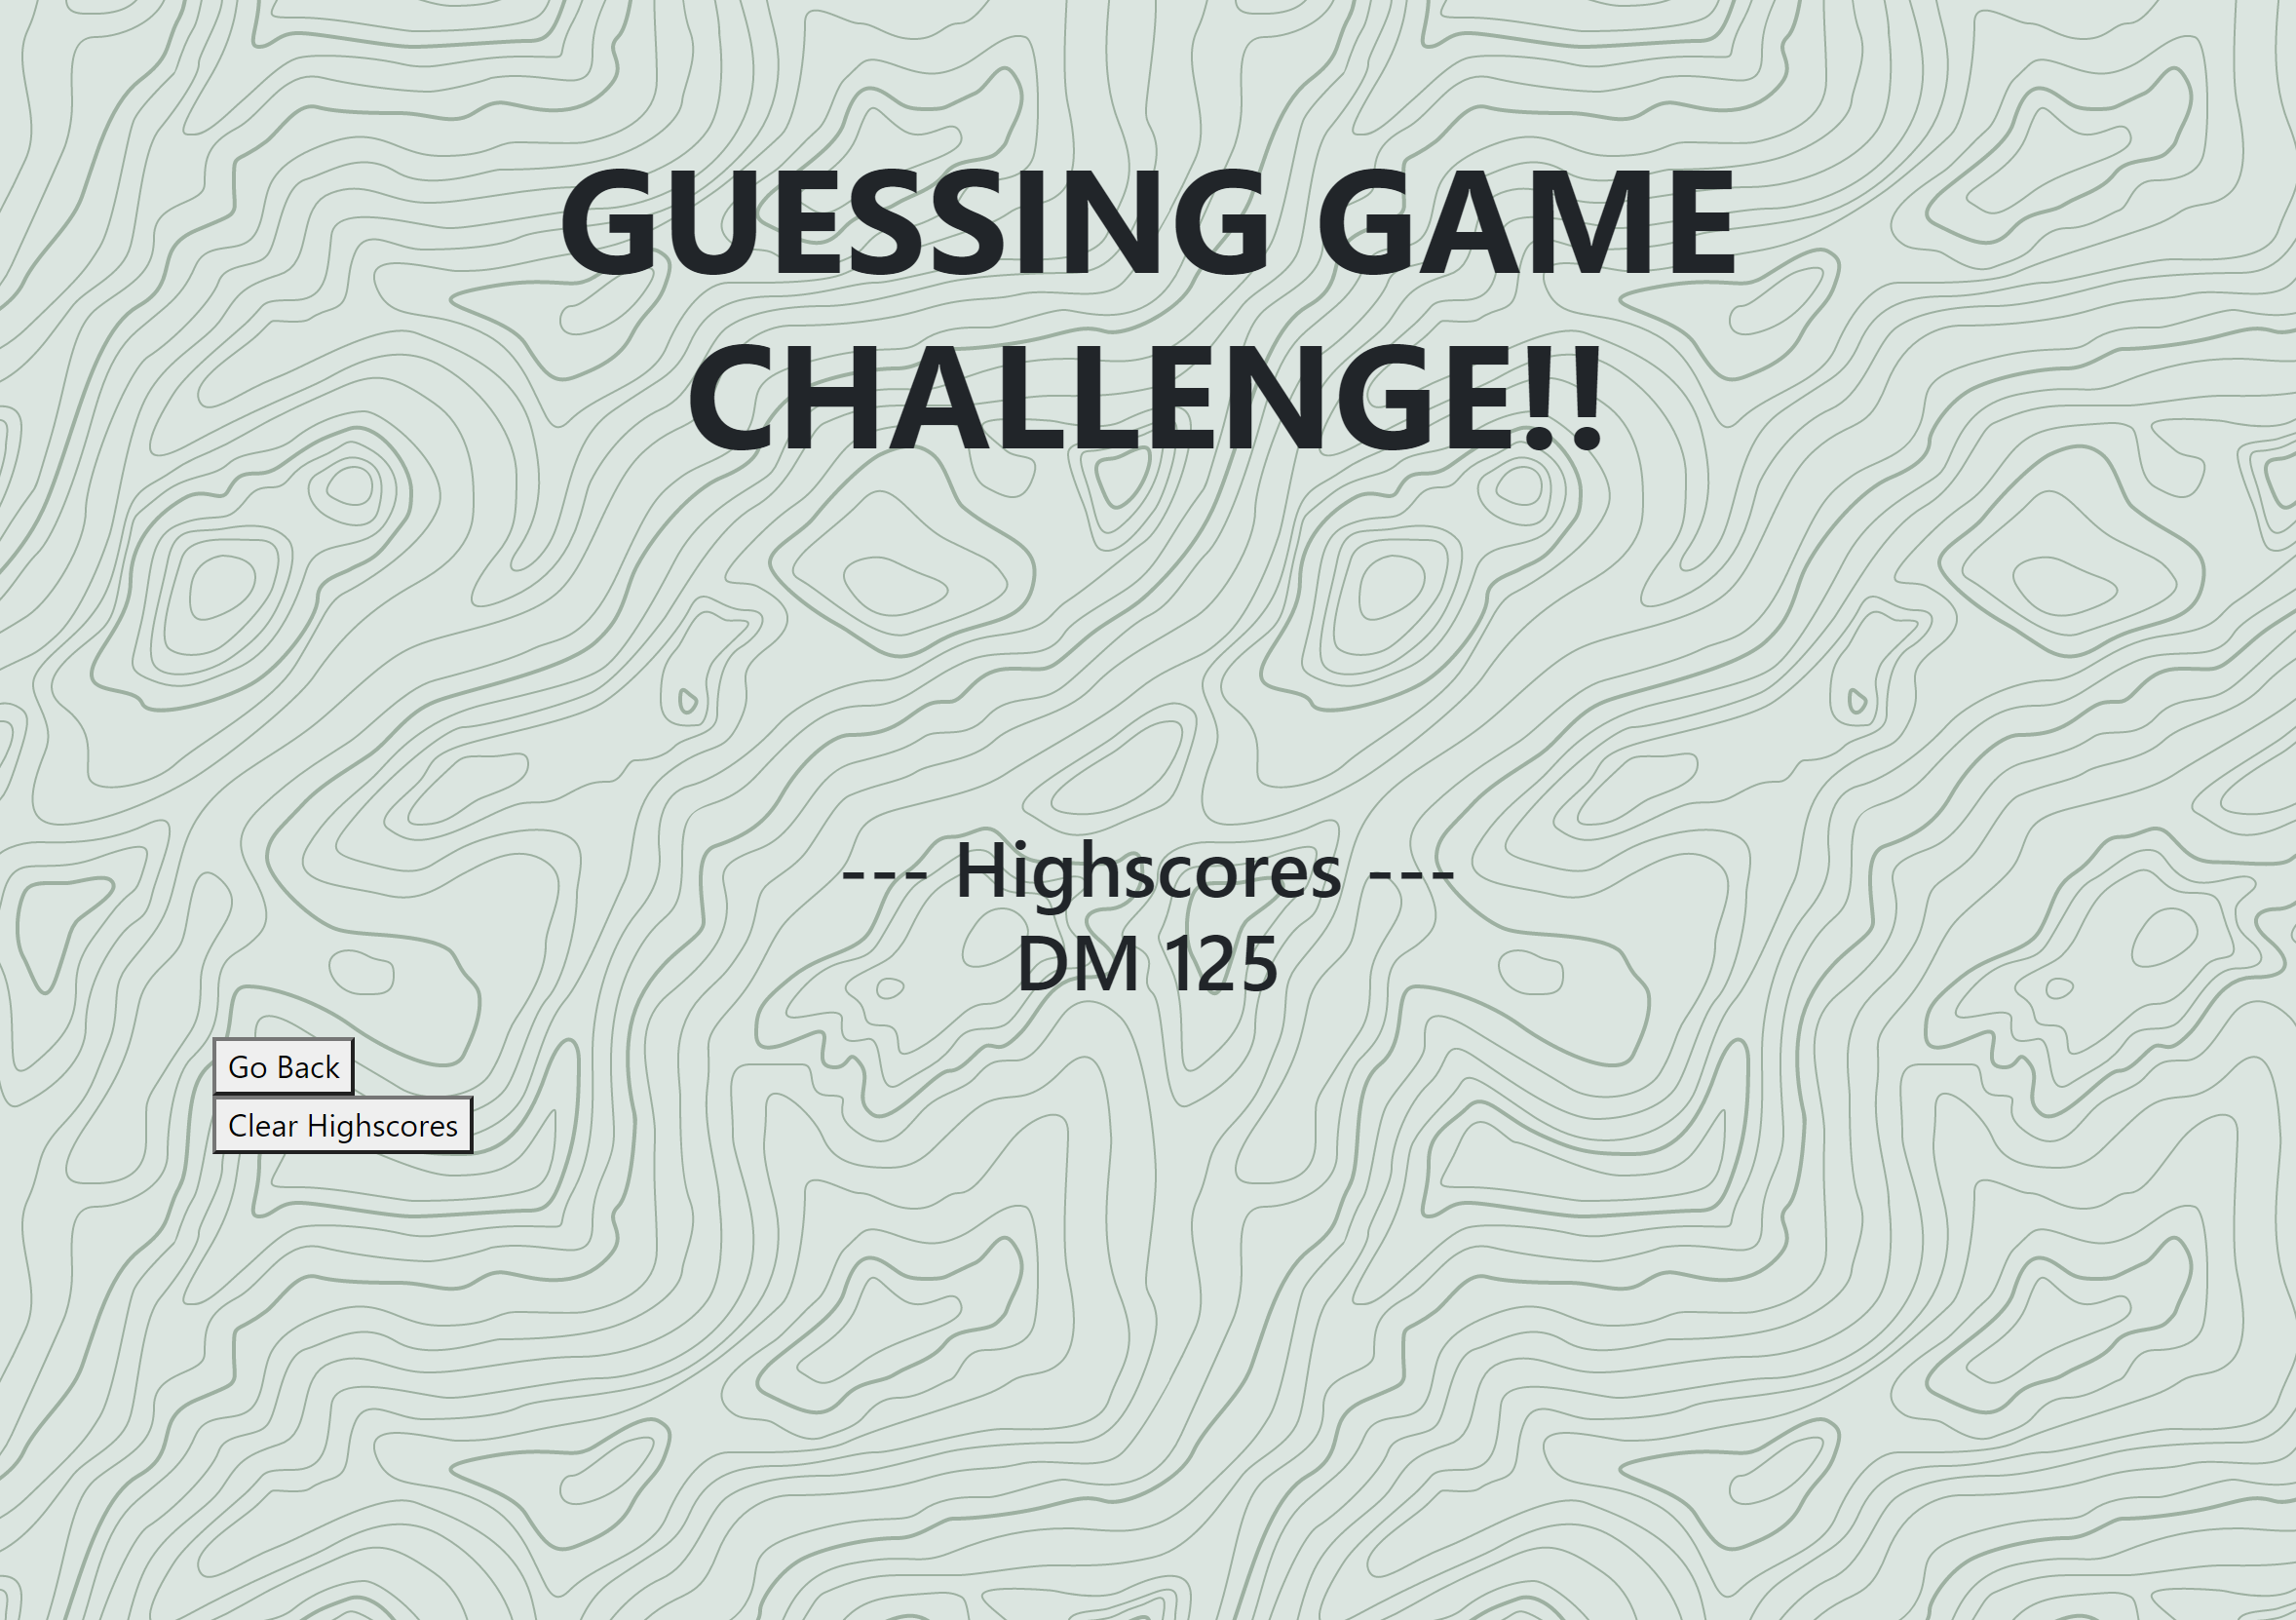 GUESSING GAME
CHALLENGE!!
--- Highscores ---
DM 125
Go Back
Clear Highscores